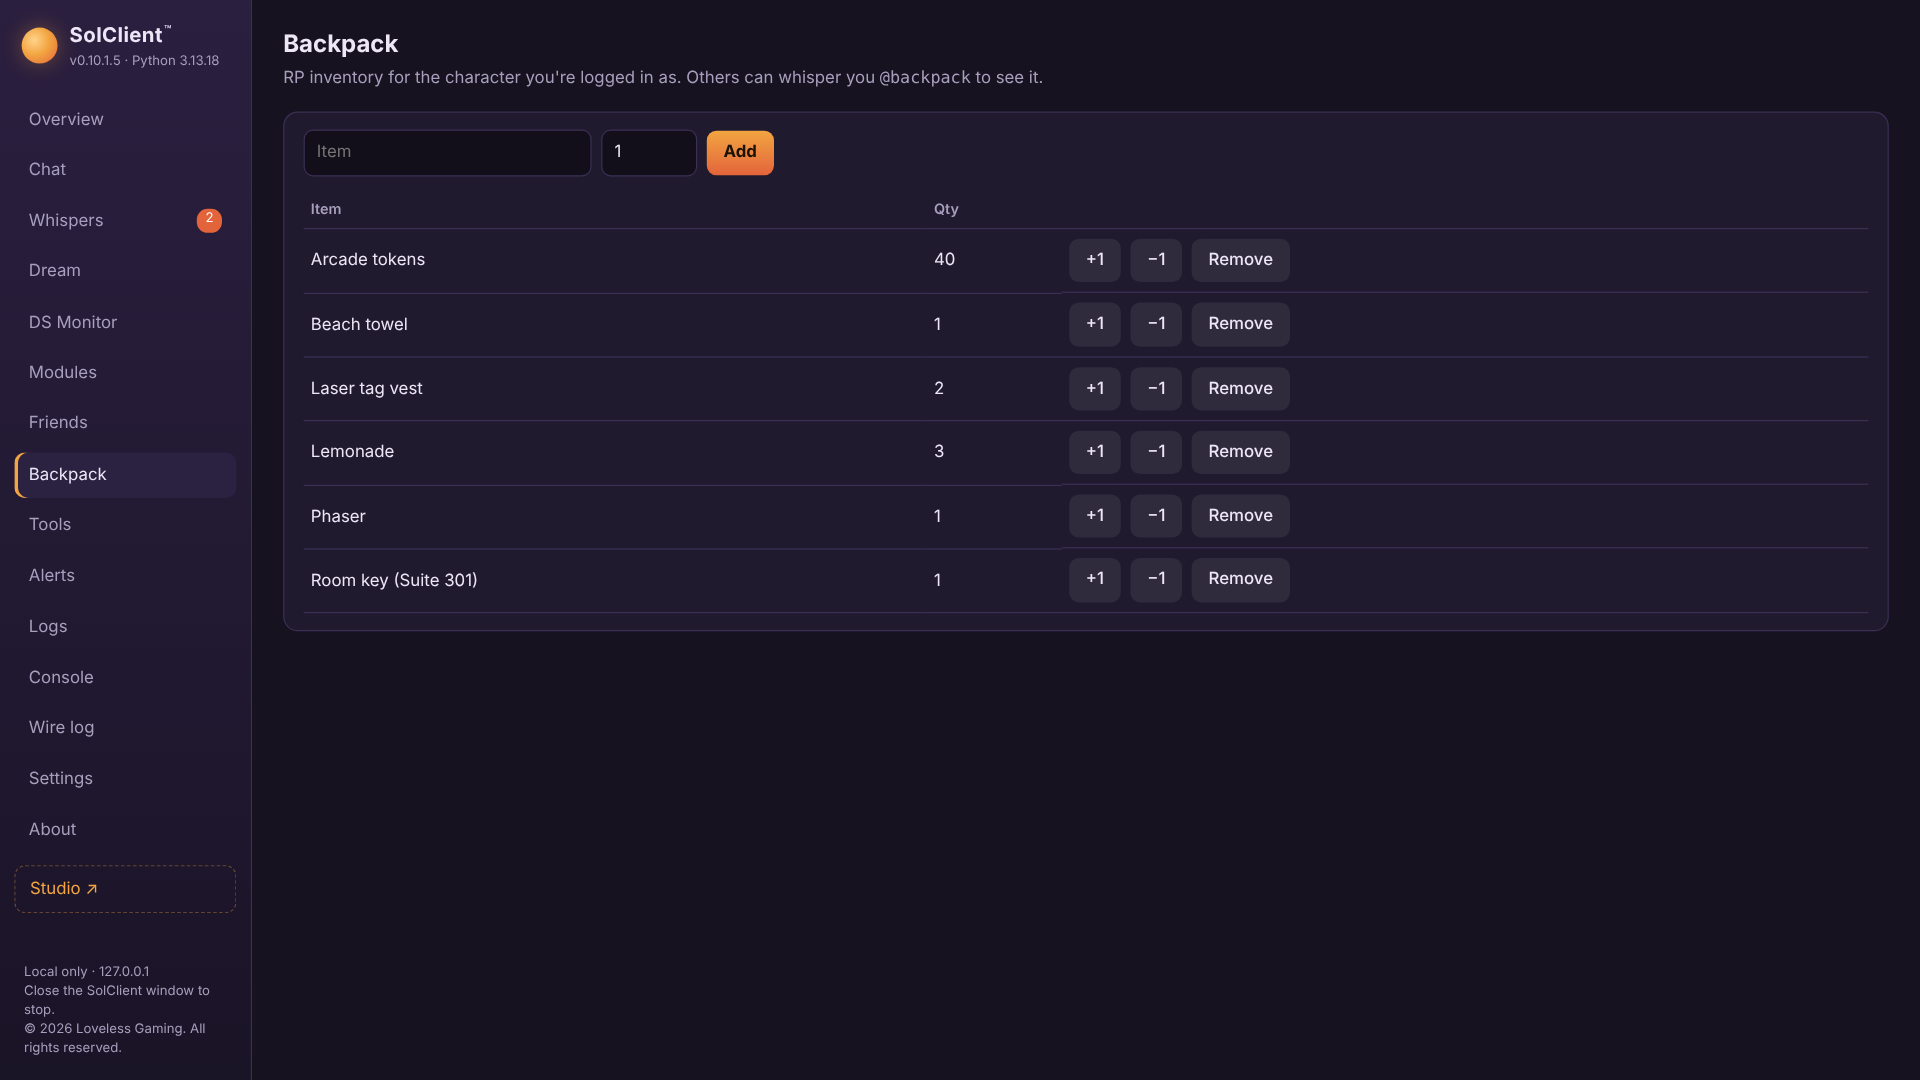 SolClient™
v0.10.1.5 · Python 3.13.18
Overview
Chat
Whispers 2
Dream
DS Monitor
Modules
Friends
Backpack
Tools
Alerts
Logs
Console
Wire log
Settings
About
Studio ↗
Local only · 127.0.0.1
Close the SolClient window to
stop.
© 2026 Loveless Gaming. All
rights reserved.
Backpack
RP inventory for the character you're logged in as. Others can whisper you @backpack to see it.
Item 1 Add
Item Qty
Arcade tokens 40 +1 −1 Remove
Beach towel 1 +1 −1 Remove
Laser tag vest 2 +1 −1 Remove
Lemonade 3 +1 −1 Remove
Phaser 1 +1 −1 Remove
Room key (Suite 301) 1 +1 −1 Remove